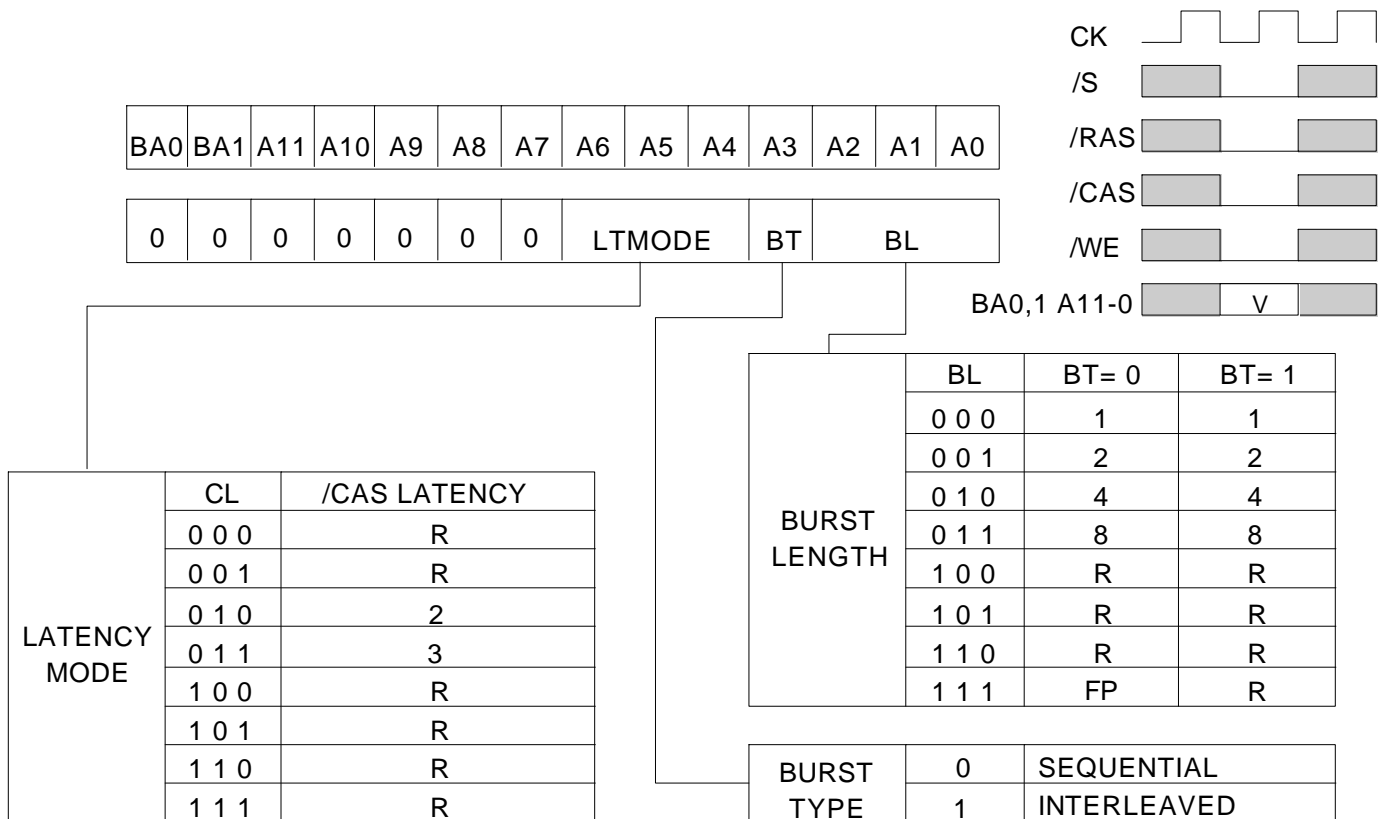 CK
/S
/RAS
/CAS
/WE
BA0,1 A11-0 V
BA0 BA1 A11 A10 A9 A8 A7 A6 A5 A4 A3 A2 A1 A0
0 0 0 0 0 0 0 LTMODE BT BL
BURST
LENGTH
BL BT= 0 BT= 1
0 0 0 1 1
0 0 1 2 2
0 1 0 4 4
0 1 1 8 8
1 0 0 R R
1 0 1 R R
1 1 0 R R
1 1 1 FP R
LATENCY
MODE
CL /CAS LATENCY
0 0 0 R
0 0 1 R
0 1 0 2
0 1 1 3
1 0 0 R
1 0 1 R
1 1 0 R
1 1 1 R
BURST
TYPE
0 SEQUENTIAL
1 INTERLEAVED